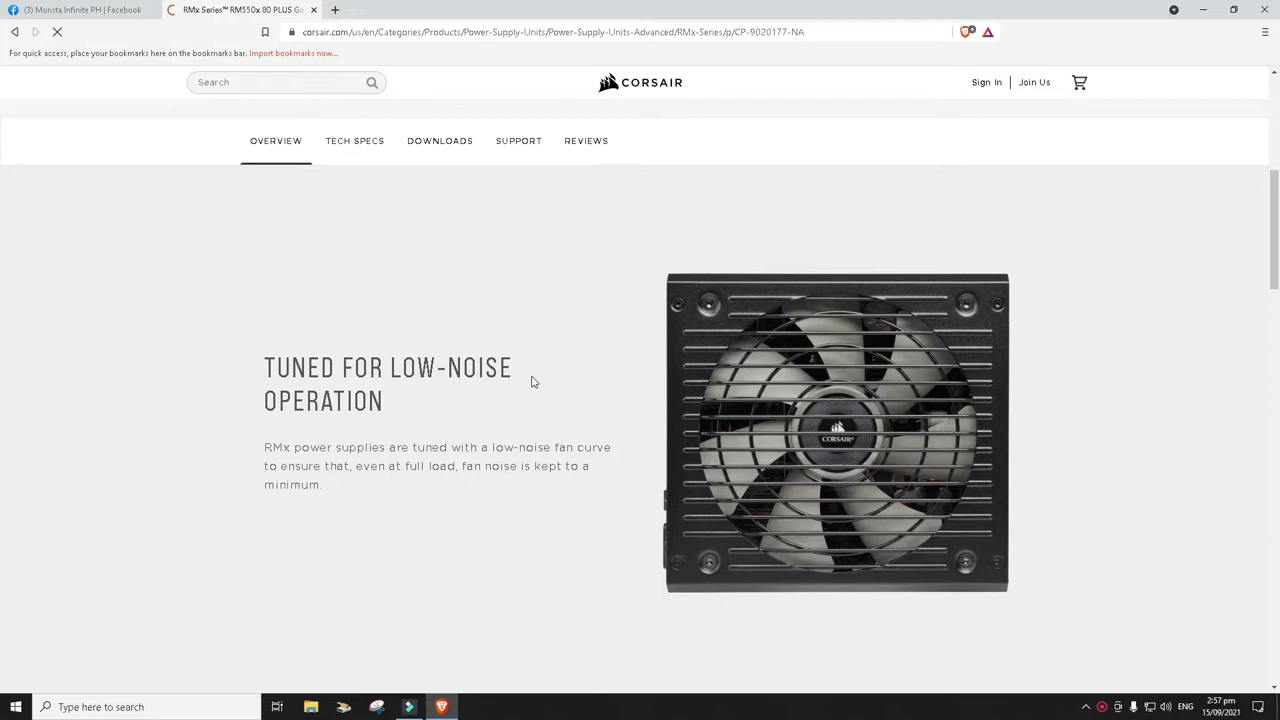 (3) Monsta Infinite PH | Facebook
RMx Series™ RM550x 80 PLUS Go
corsair.com/us/en/Categories/Products/Power-Supply-Units/Power-Supply-Units-Advanced/RMx-Series/p/CP-9020177-NA
For quick access, place your bookmarks here on the bookmarks bar. Import bookmarks now...
Search
CORSAIR
Sign In
Join Us
OVERVIEW
TECH SPECS
DOWNLOADS
SUPPORT
REVIEWS
TUNED FOR LOW-NOISE
OPERATION
RMx power supplies are tuned with a low-noise fan curve
to ensure that, even at full load, fan noise is kept to a
minimum.
CORSAIR
Type here to search
ENG
2:57 pm
15/09/2021